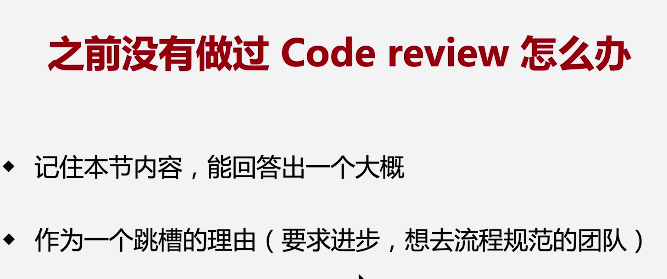 之前没有做过 Code review 怎么办
记住本节内容，能回答出一个大概
作为一个跳槽的理由（要求进步，想去流程规范的团队）